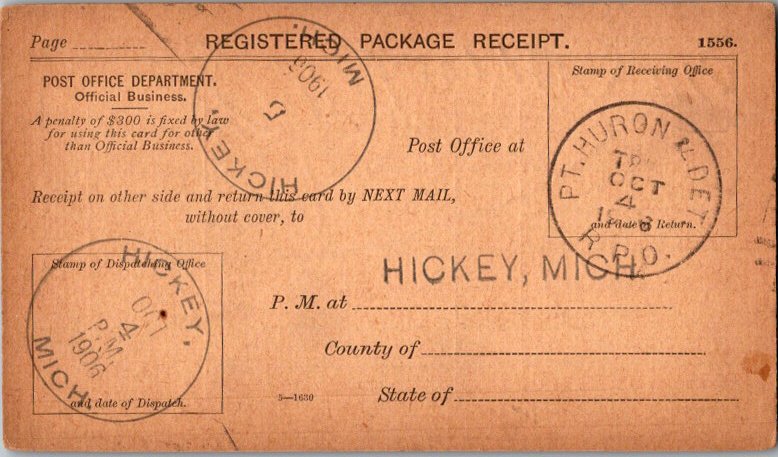 Page
REGISTERED PACKAGE RECEIPT.
1556.
POST OFFICE DEPARTMENT.
Official Business.
A penalty of $300 is fixed by law
for using this card for other
than Official Business.
HICKEY, MICH.
5
1906
Stamp of Receiving Office
Post Office at
PT. HURON & DET.
OCT
4
R.P.O.
and date of Return.
Receipt on other side and return this card by NEXT MAIL,
without cover, to
Stamp of Dispatching Office
HICKEY,
OCT
4
P.M.
1906
MICH.
and date of Dispatch.
HICKEY, MICH.
P. M. at
County of
5—1630
State of